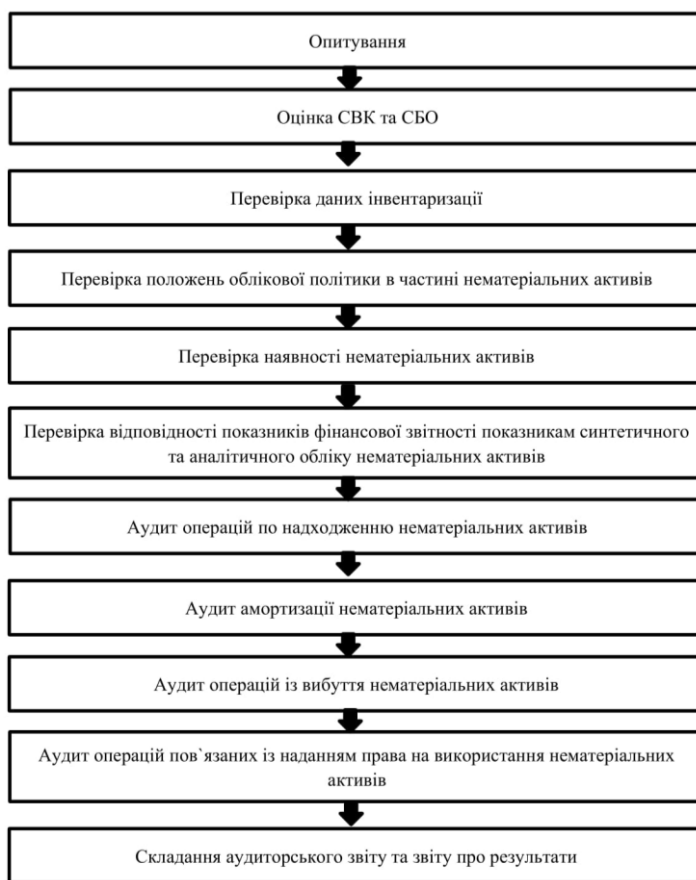 Опитування
Оцінка СВК та СБО
Перевірка даних інвентаризації
Перевірка положень облікової політики в частині нематеріальних активів
Перевірка наявності нематеріальних активів
Перевірка відповідності показників фінансової звітності показникам синтетичного
та аналітичного обліку нематеріальних активів
Аудит операцій по надходженню нематеріальних активів
Аудит амортизації нематеріальних активів
Аудит операцій із вибуття нематеріальних активів
Аудит операцій пов`язаних із наданням права на використання нематеріальних
активів
Складання аудиторського звіту та звіту про результати